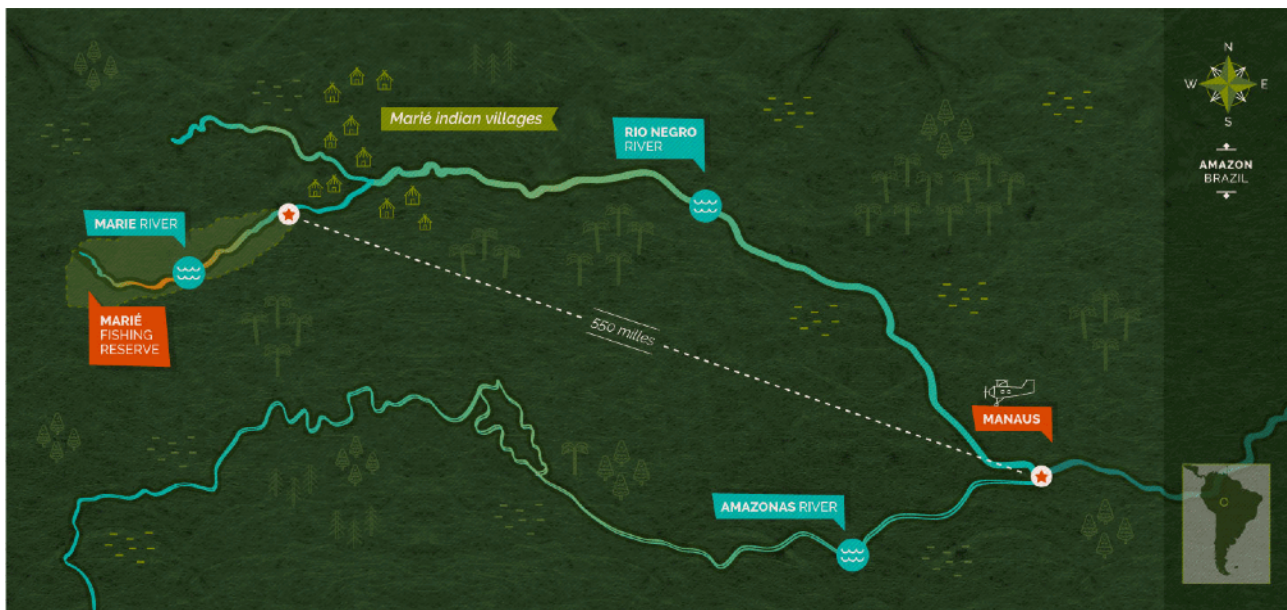 N
W
E
S
AMAZON
BRAZIL
Marié indian villages
RIO NEGRO
RIVER
MARIE RIVER
MARIÉ
FISHING
RESERVE
550 milles
MANAUS
AMAZONAS RIVER